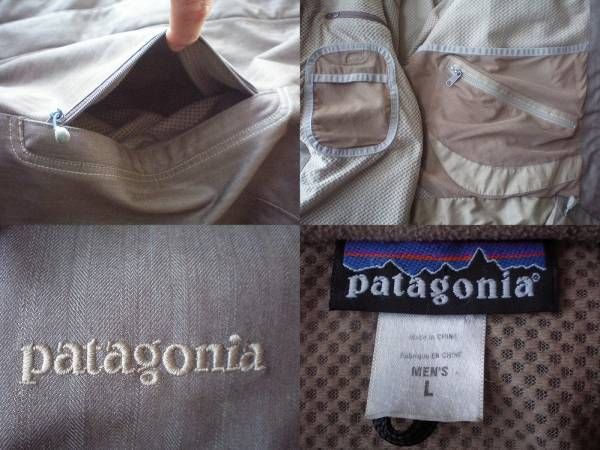 patagonia
patagonia®
Made in CHINA
Fabriqué EN CHINE
MEN'S
L